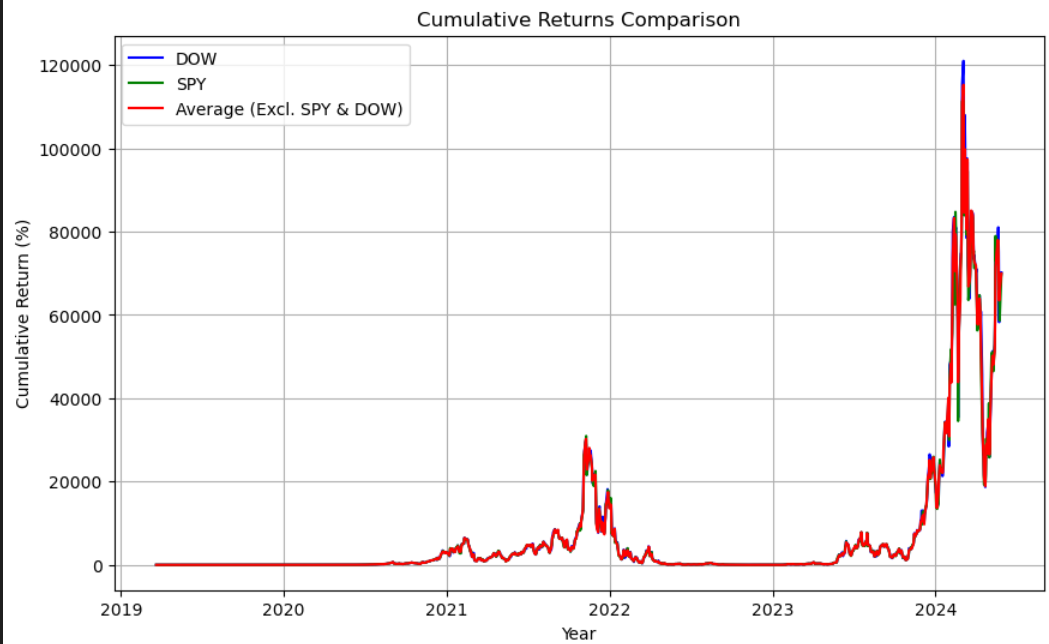 Cumulative Returns Comparison
DOW
SPY
Average (Excl. SPY & DOW)
120000
100000
80000
60000
40000
20000
0
Cumulative Return (%)
2019 2020 2021 2022 2023 2024
Year